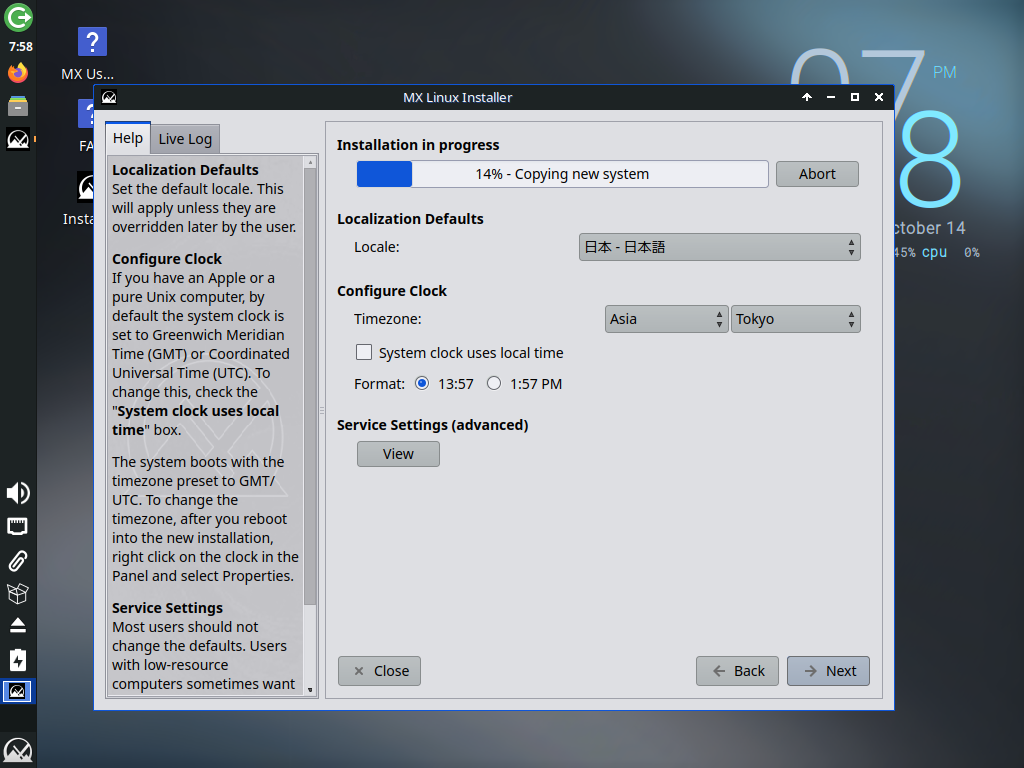 7:58
MX Us...
FA
Insta
07
PM
8
ctober 14
45% cpu 0%
MX Linux Installer
Help
Live Log
Localization Defaults
Set the default locale. This
will apply unless they are
overridden later by the user.
Configure Clock
If you have an Apple or a
pure Unix computer, by
default the system clock is
set to Greenwich Meridian
Time (GMT) or Coordinated
Universal Time (UTC). To
change this, check the
"System clock uses local
time" box.
The system boots with the
timezone preset to GMT/
UTC. To change the
timezone, after you reboot
into the new installation,
right click on the clock in the
Panel and select Properties.
Service Settings
Most users should not
change the defaults. Users
with low-resource
computers sometimes want
Installation in progress
14% - Copying new system
Abort
Localization Defaults
Locale:
日本 - 日本語
Configure Clock
Timezone:
Asia
Tokyo
System clock uses local time
Format:
13:57
1:57 PM
Service Settings (advanced)
View
Close
Back
Next